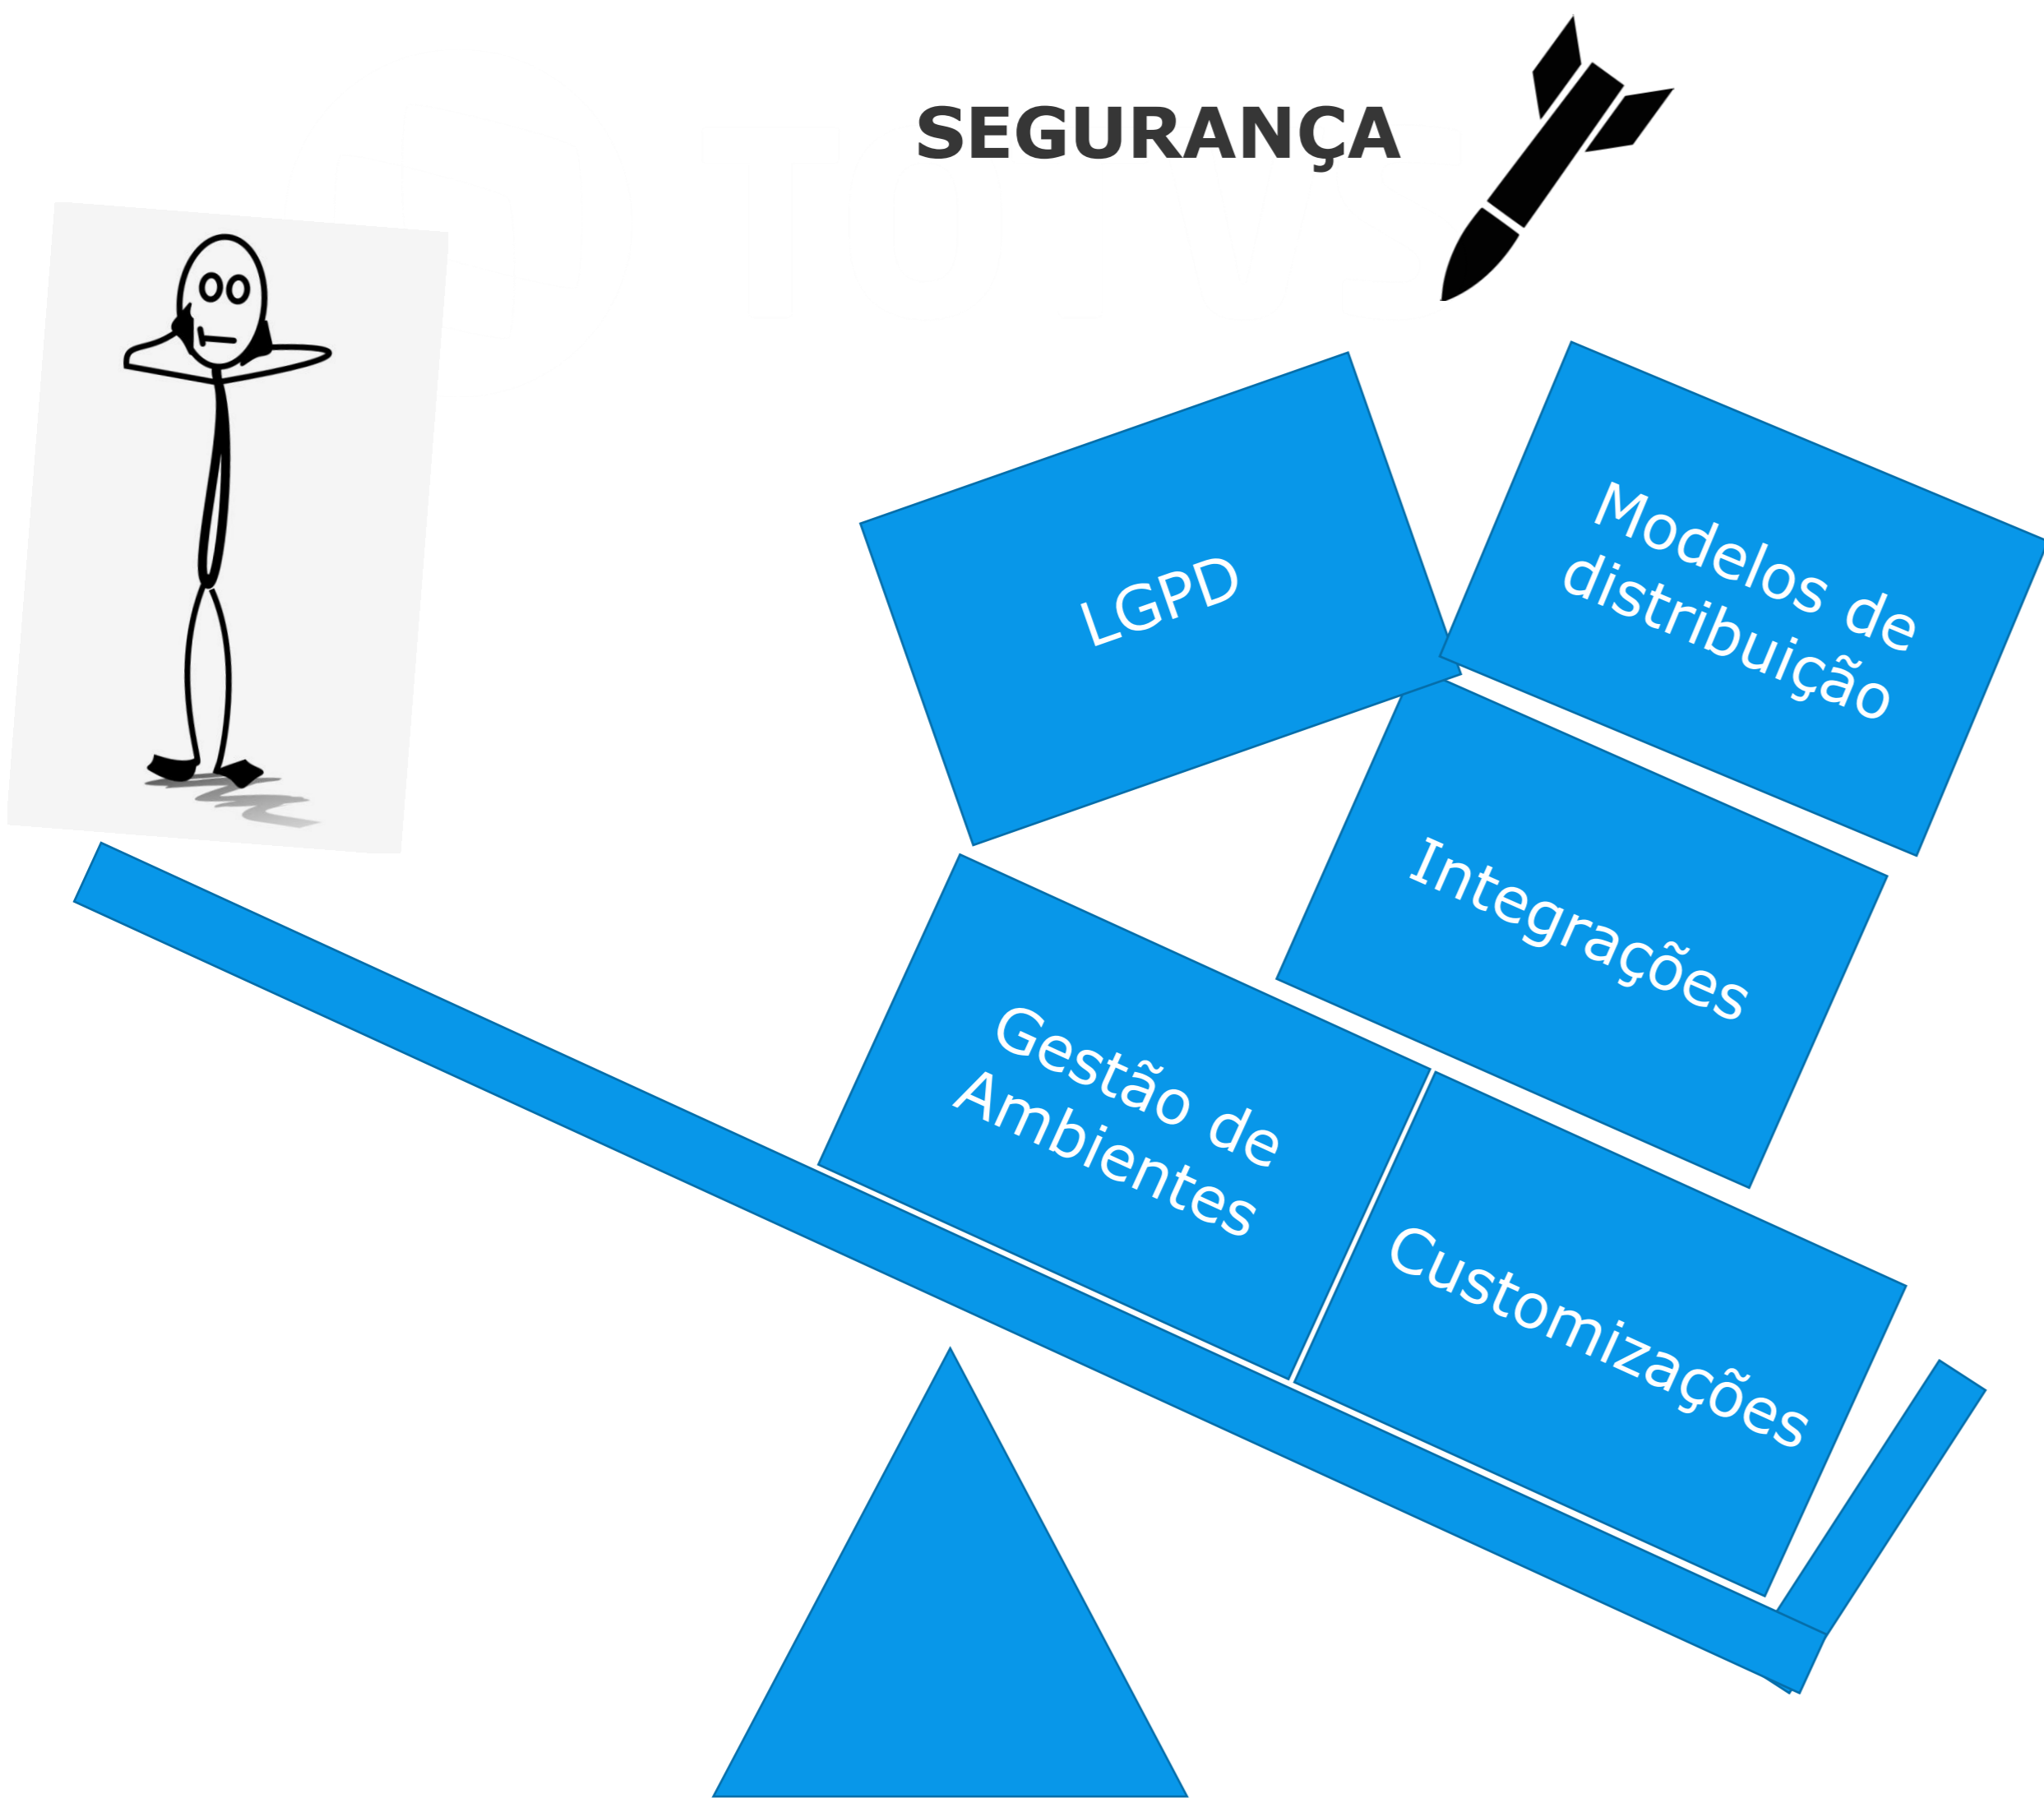 SEGURANÇA
LGPD
Modelos de
distribuição
Integrações
Gestão de
Ambientes
Customizações